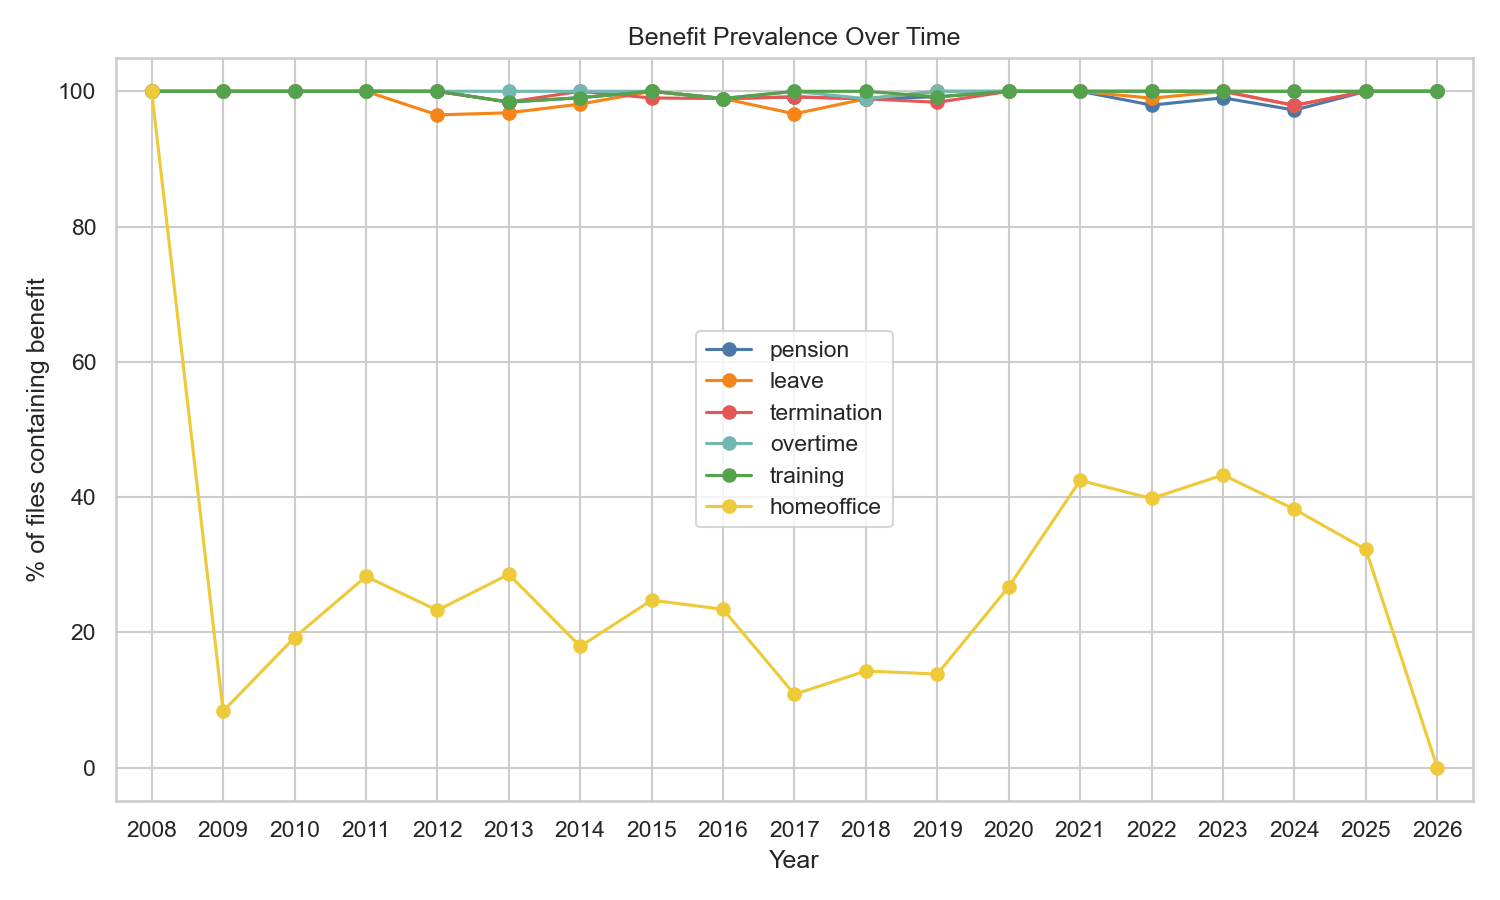 Benefit Prevalence Over Time
% of files containing benefit
100
80
60
40
20
0
pension
leave
termination
overtime
training
homeoffice
2008 2009 2010 2011 2012 2013 2014 2015 2016 2017 2018 2019 2020 2021 2022 2023 2024 2025 2026
Year